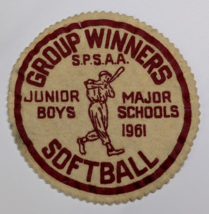 GROUP WINNERS
S.P.S.A.A.
JUNIOR MAJOR
BOYS SCHOOLS
1961
SOFTBALL